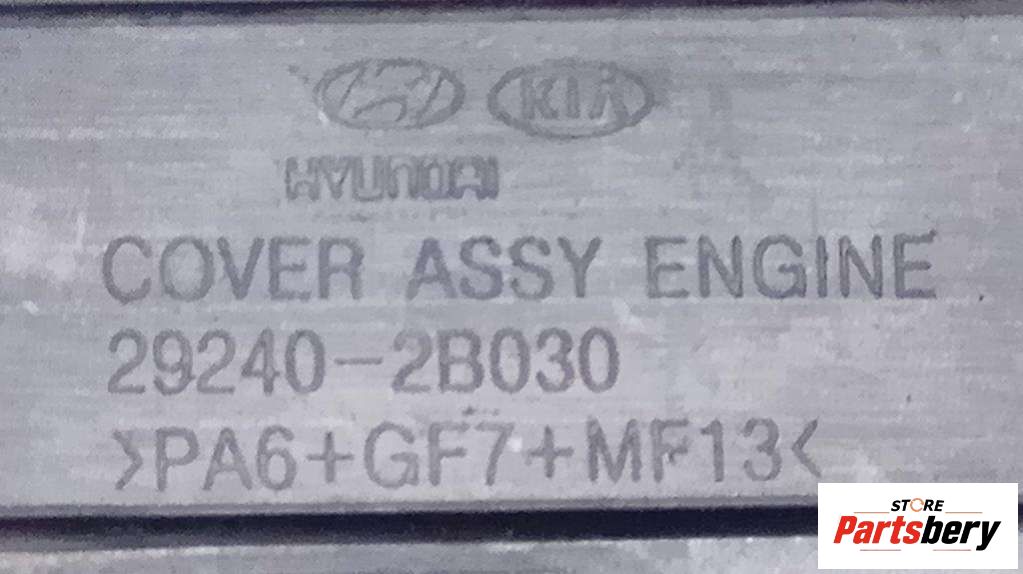 KIA
HYUNDAI
COVER ASSY ENGINE
29240-2B030
>PA6+GF7+MF13<
STORE
Partsbery